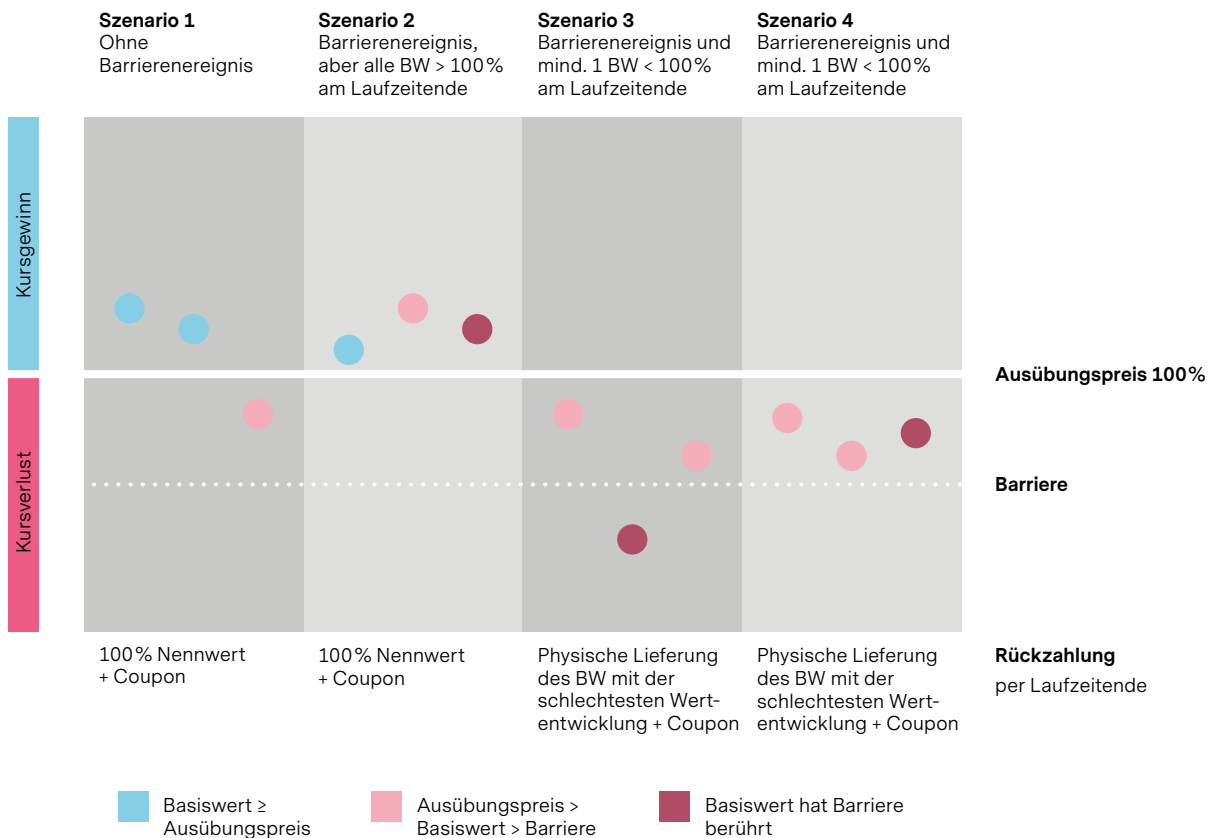 Szenario 1
Ohne
Barrierenereignis
Szenario 2
Barrierenereignis,
aber alle BW > 100%
am Laufzeitende
Szenario 3
Barrierenereignis und
mind. 1 BW < 100%
am Laufzeitende
Szenario 4
Barrierenereignis und
mind. 1 BW < 100%
am Laufzeitende
Kursgewinn
Ausübungspreis 100%
Kursverlust
Barriere
100% Nennwert
+ Coupon
100% Nennwert
+ Coupon
Physische Lieferung
des BW mit der
schlechtesten Wert-
entwicklung + Coupon
Physische Lieferung
des BW mit der
schlechtesten Wert-
entwicklung + Coupon
Rückzahlung
per Laufzeitende
Basiswert ≥
Ausübungspreis
Ausübungspreis >
Basiswert > Barriere
Basiswert hat Barriere
berührt